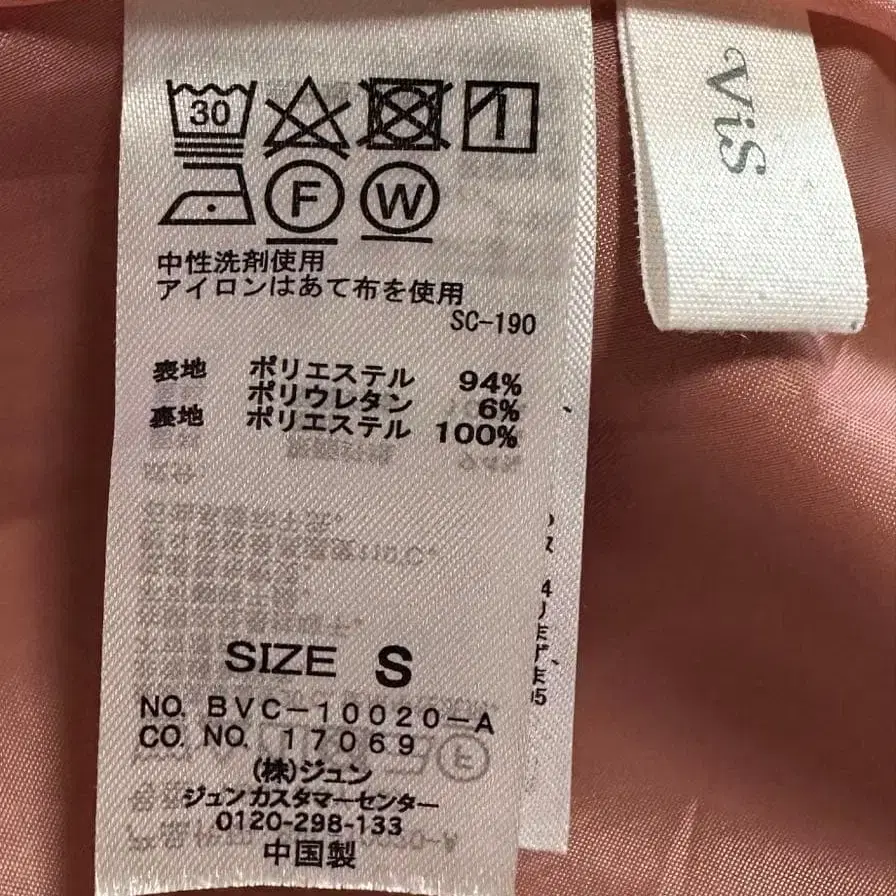 30
F W
中性洗剤使用
アイロンはあて布を使用
SC-190
表地 ポリエステル 94%
ポリウレタン 6%
裏地 ポリエステル 100%
SIZE S
NO. BVC-10020-A
CO. NO. 17069
(株)ジュン
ジュンカスタマーセンター
0120-298-133
中国製
ViS